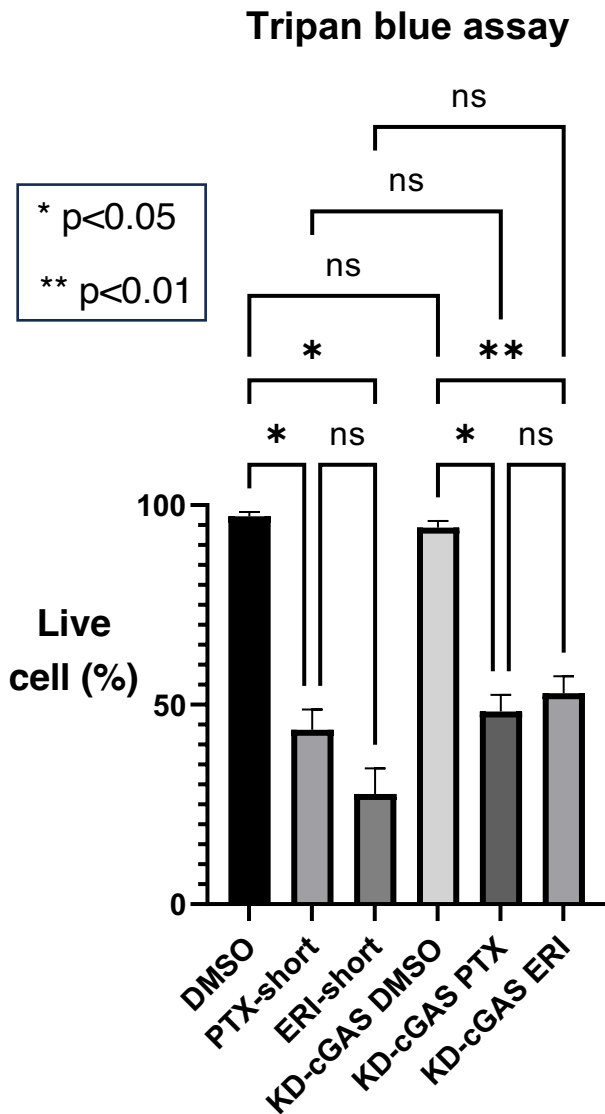 Tripan blue assay
ns
ns
* p<0.05
** p<0.01
ns
* **
* ns * ns
100
Live
cell (%)
50
0
DMSO
PTX-short
ERI-short
KD-cGAS DMSO
KD-cGAS PTX
KD-cGAS ERI